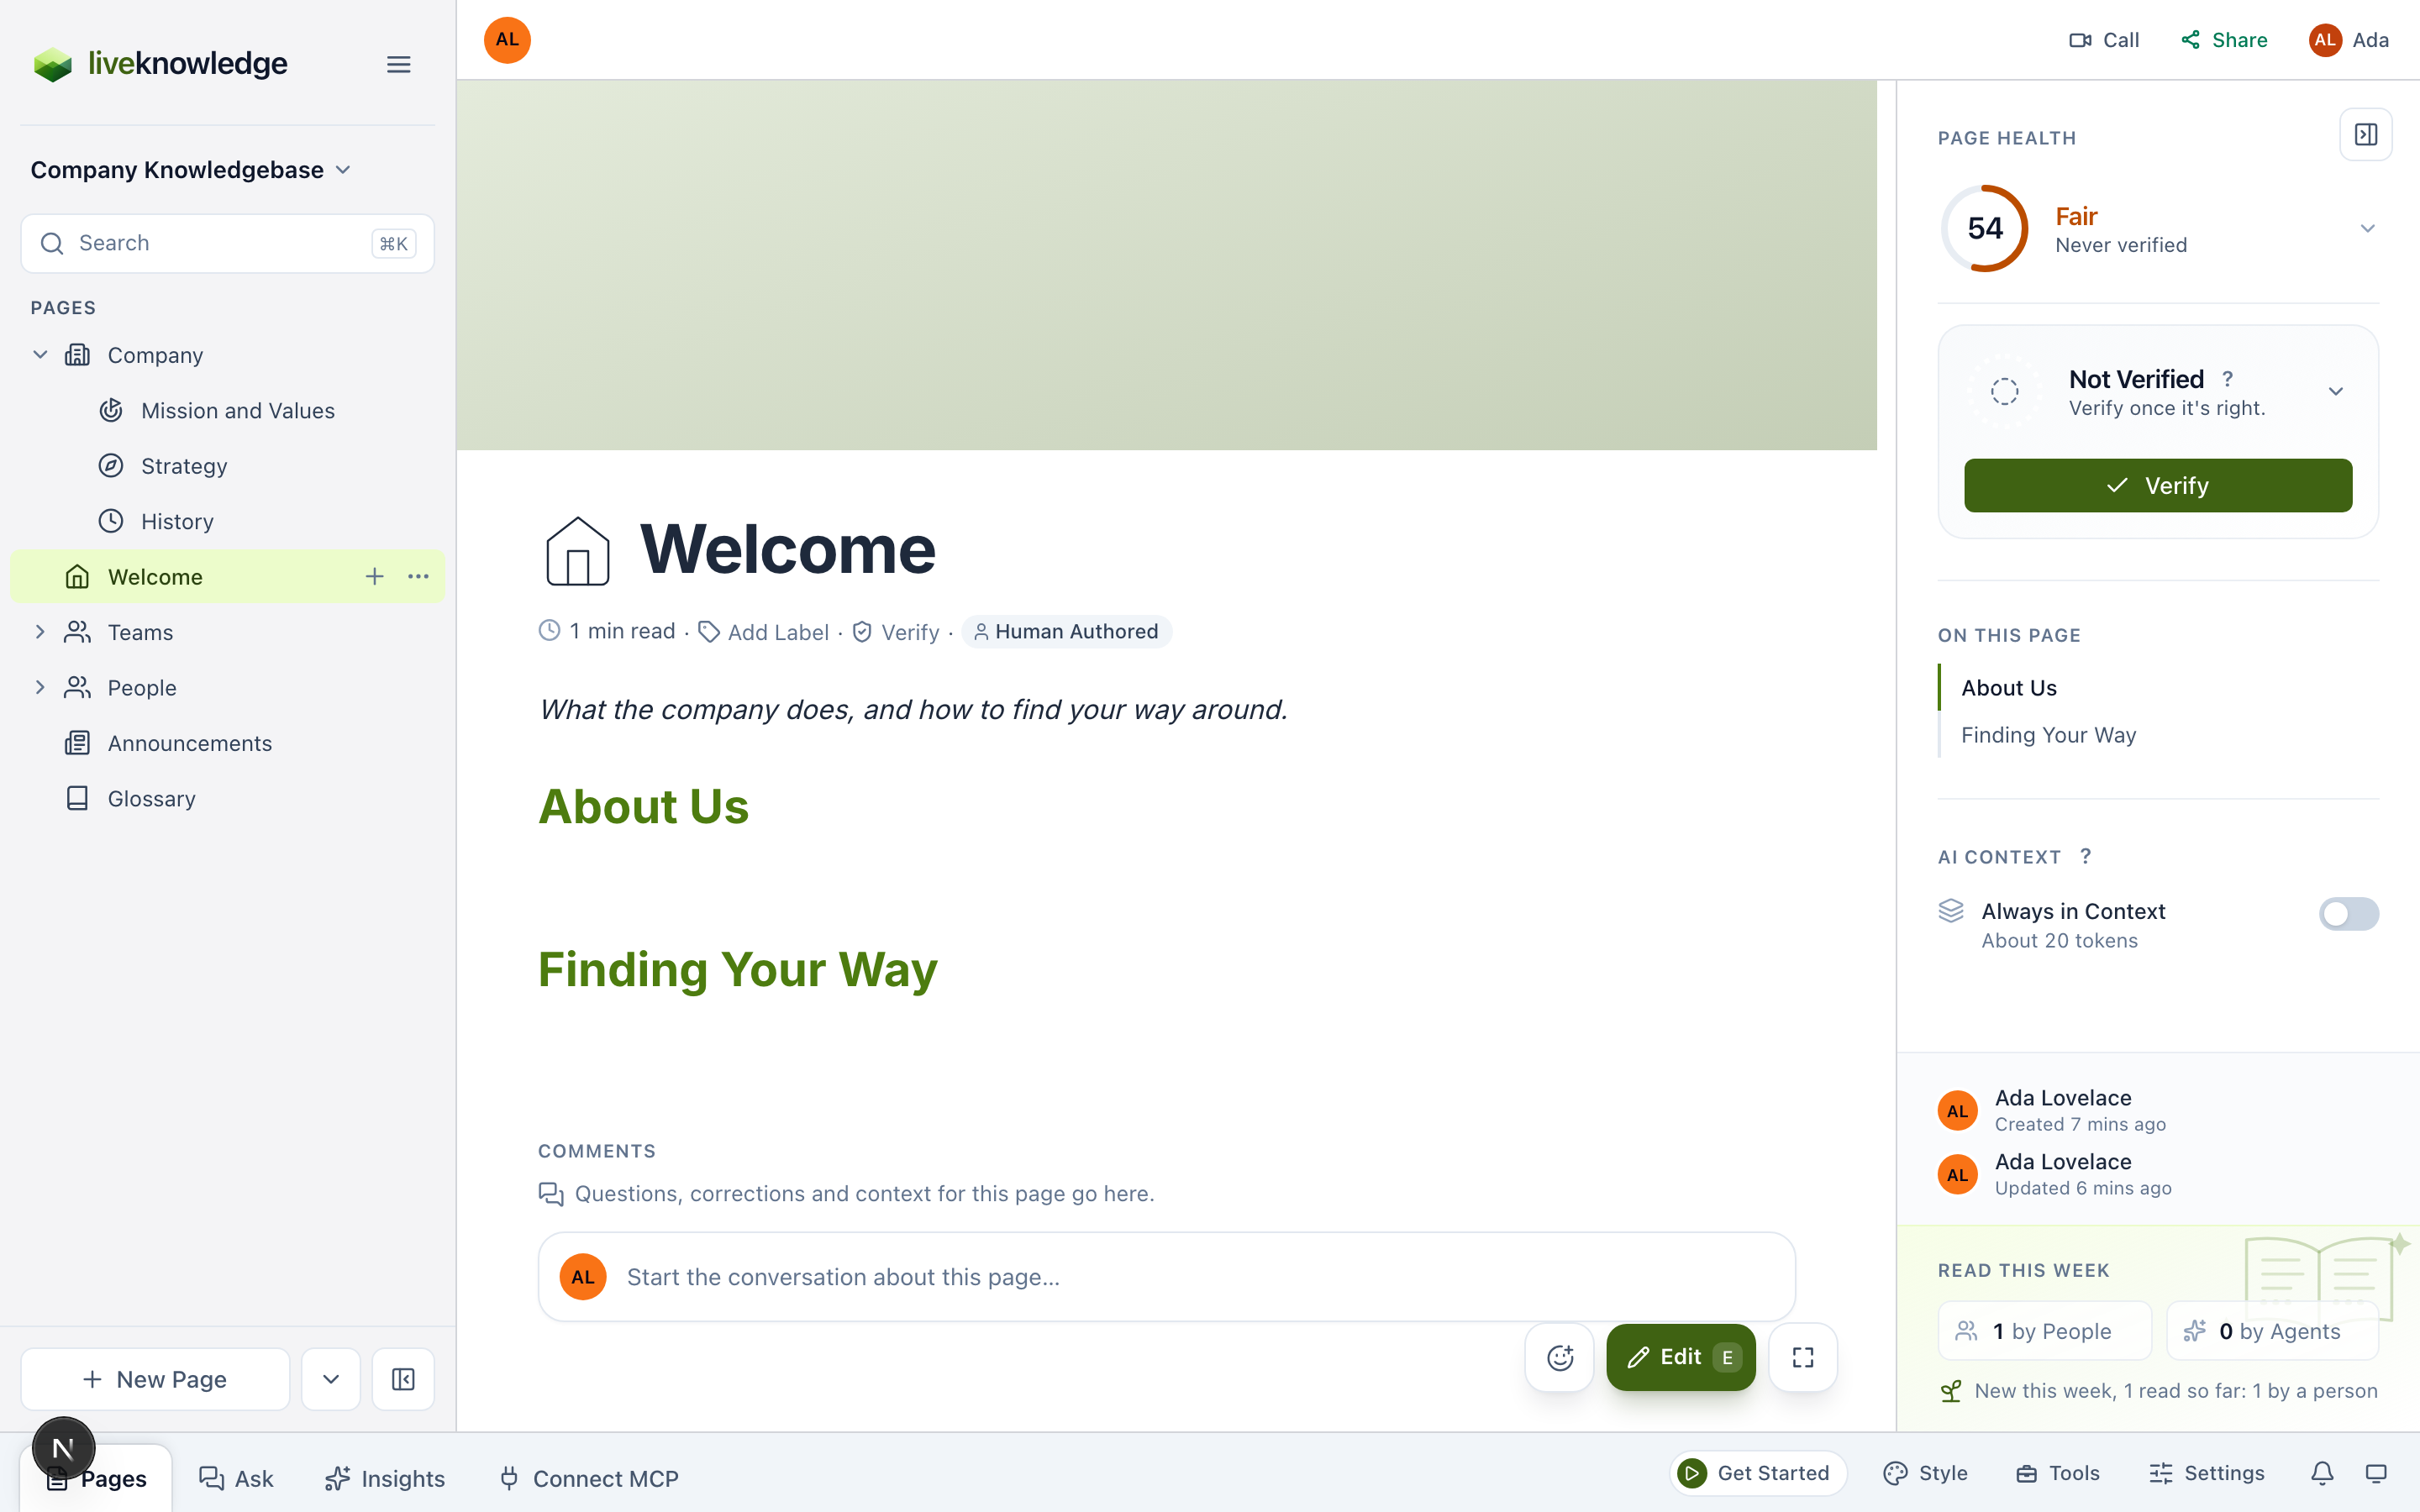 liveknowledge
Company Knowledgebase
Search ⌘K
PAGES
Company
Mission and Values
Strategy
History
Welcome
Teams
People
Announcements
Glossary
New Page
AL
Call
Share
AL Ada
Welcome
1 min read · Add Label · Verify · Human Authored
What the company does, and how to find your way around.
About Us
Finding Your Way
COMMENTS
Questions, corrections and context for this page go here.
AL Start the conversation about this page...
Edit E
PAGE HEALTH
54
Fair
Never verified
Not Verified ?
Verify once it's right.
Verify
ON THIS PAGE
About Us
Finding Your Way
AI CONTEXT ?
Always in Context
About 20 tokens
AL Ada Lovelace
Created 7 mins ago
AL Ada Lovelace
Updated 6 mins ago
READ THIS WEEK
1 by People
0 by Agents
New this week, 1 read so far: 1 by a person
N
Pages
Ask
Insights
Connect MCP
Get Started
Style
Tools
Settings